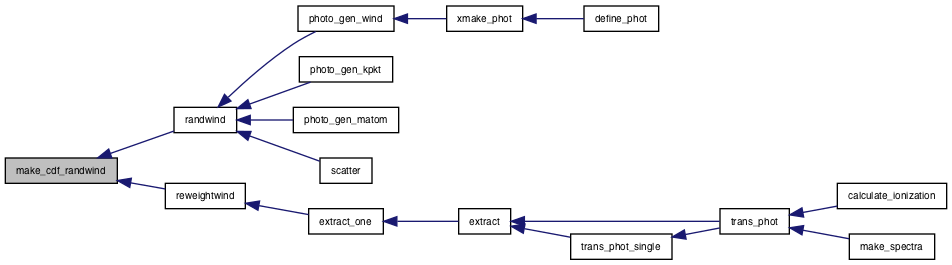 photo_gen_wind
xmake_phot
define_phot
photo_gen_kpkt
randwind
photo_gen_matom
make_cdf_randwind
scatter
reweightwind
calculate_ionization
extract_one
extract
trans_phot
trans_phot_single
make_spectra